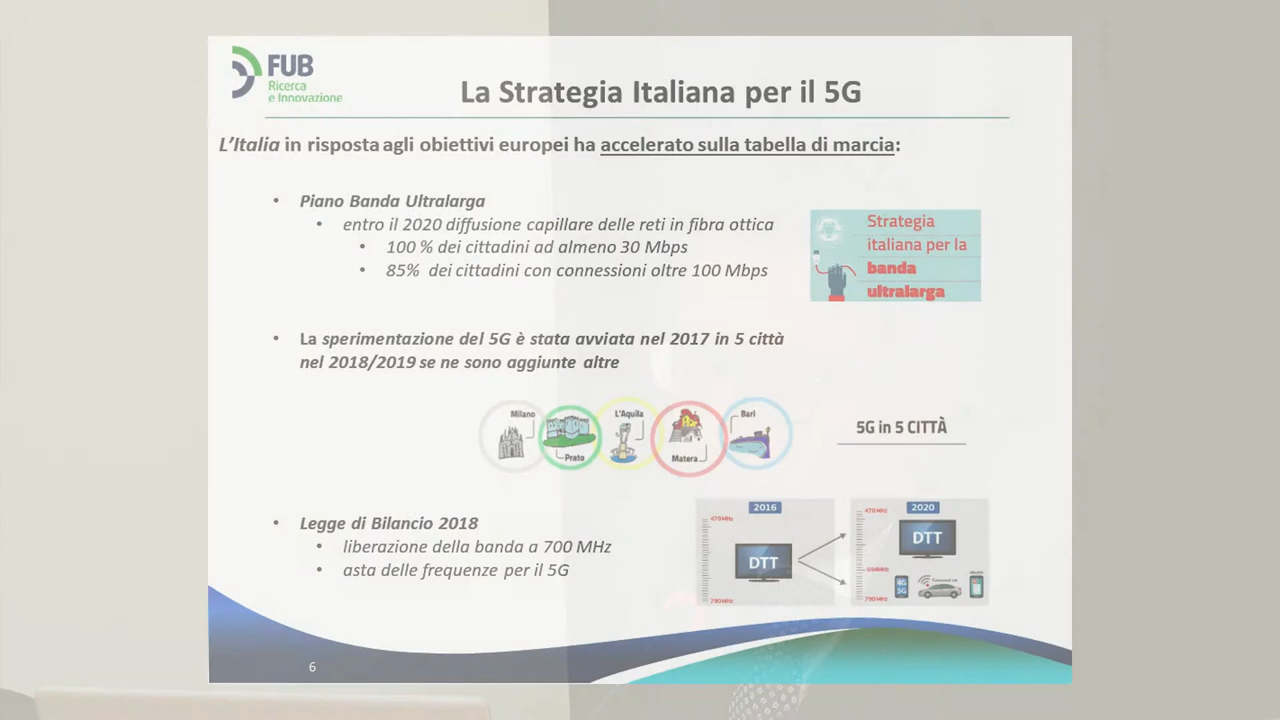 FUB
Ricerca
e Innovazione
La Strategia Italiana per il 5G
L'Italia in risposta agli obiettivi europei ha accelerato sulla tabella di marcia:
• Piano Banda Ultralarga
• entro il 2020 diffusione capillare delle reti in fibra ottica
• 100 % dei cittadini ad almeno 30 Mbps
• 85% dei cittadini con connessioni oltre 100 Mbps
Strategia
italiana per la
banda
ultralarga
• La sperimentazione del 5G è stata avviata nel 2017 in 5 città
nel 2018/2019 se ne sono aggiunte altre
Milano
Prato
L'Aquila
Matera
Bari
5G in 5 CITTÀ
• Legge di Bilancio 2018
• liberazione della banda a 700 MHz
• asta delle frequenze per il 5G
2016
470MHz
DTT
790MHz
2020
470MHz
DTT
694MHz
4G
5G
790MHz
6